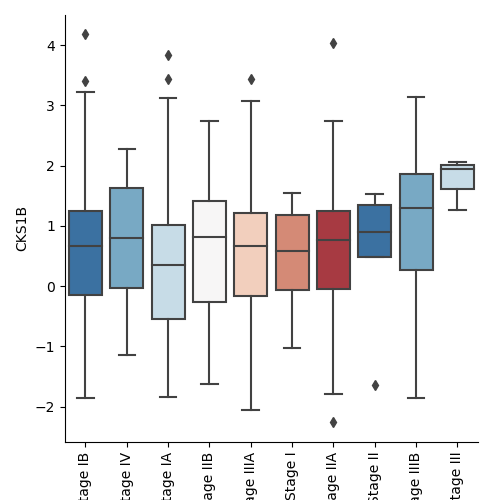 4
3
2
1
0
−1
−2
CKS1B
tage IB
tage IV
tage IA
age IIB
age IIIA
Stage I
age IIA
Stage II
age IIIB
tage III